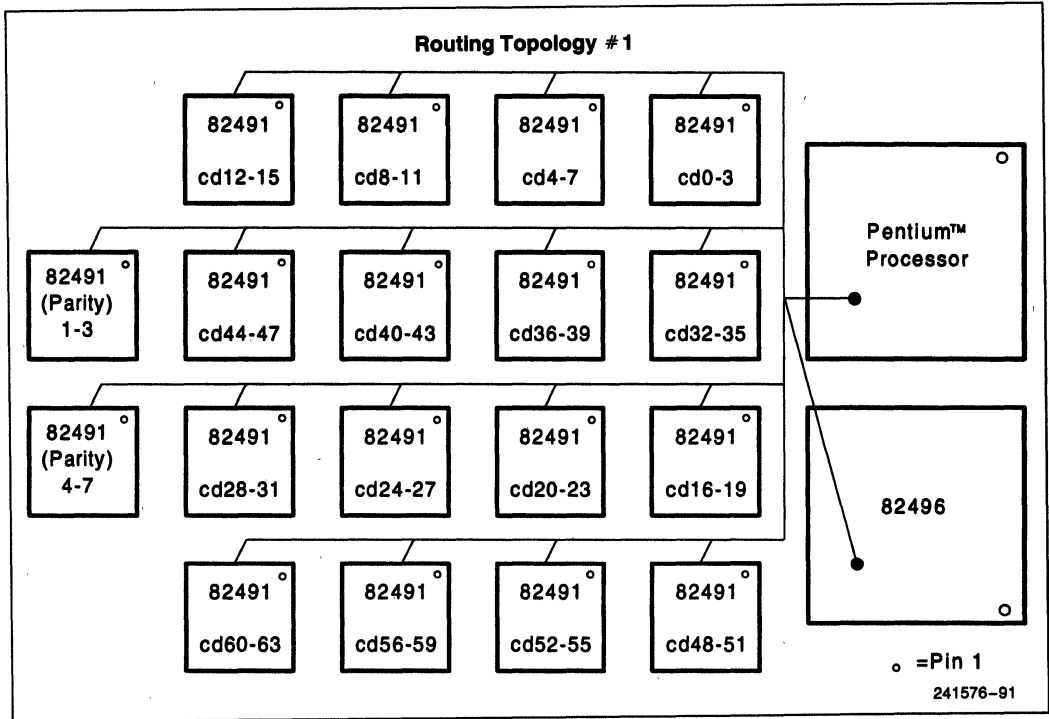 Routing Topology #1
82491
cd12-15
82491
cd8-11
82491
cd4-7
82491
cd0-3
Pentium™
Processor
82491
(Parity)
1-3
82491
cd44-47
82491
cd40-43
82491
cd36-39
82491
cd32-35
82491
(Parity)
4-7
82491
cd28-31
82491
cd24-27
82491
cd20-23
82491
cd16-19
82496
82491
cd60-63
82491
cd56-59
82491
cd52-55
82491
cd48-51
=Pin 1
241576-91